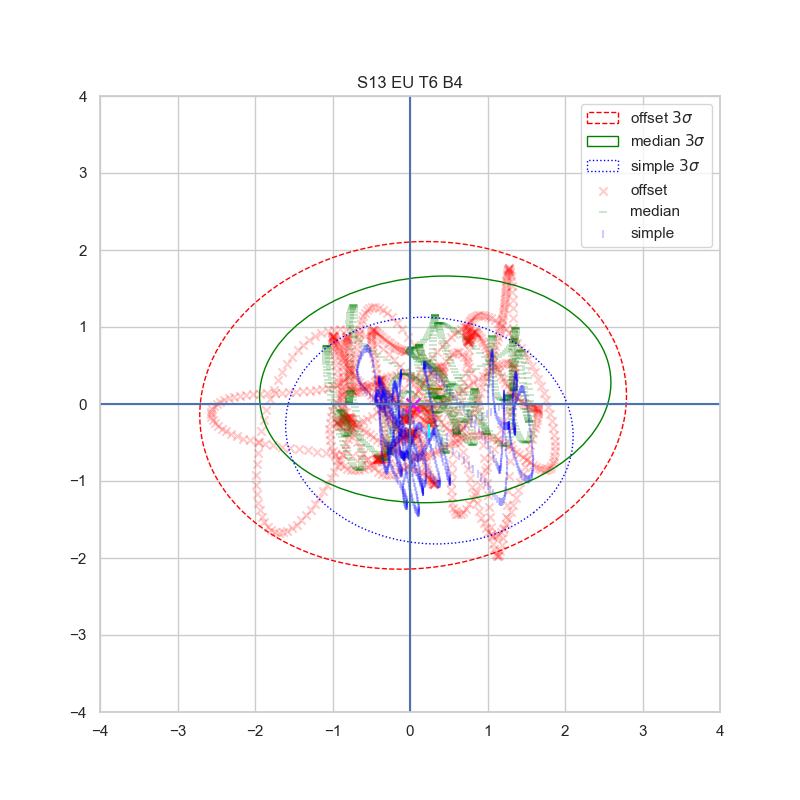 S13 EU T6 B4
offset 3σ
median 3σ
simple 3σ
offset
median
simple
4
3
2
1
0
−1
−2
−3
−4
−4 −3 −2 −1 0 1 2 3 4